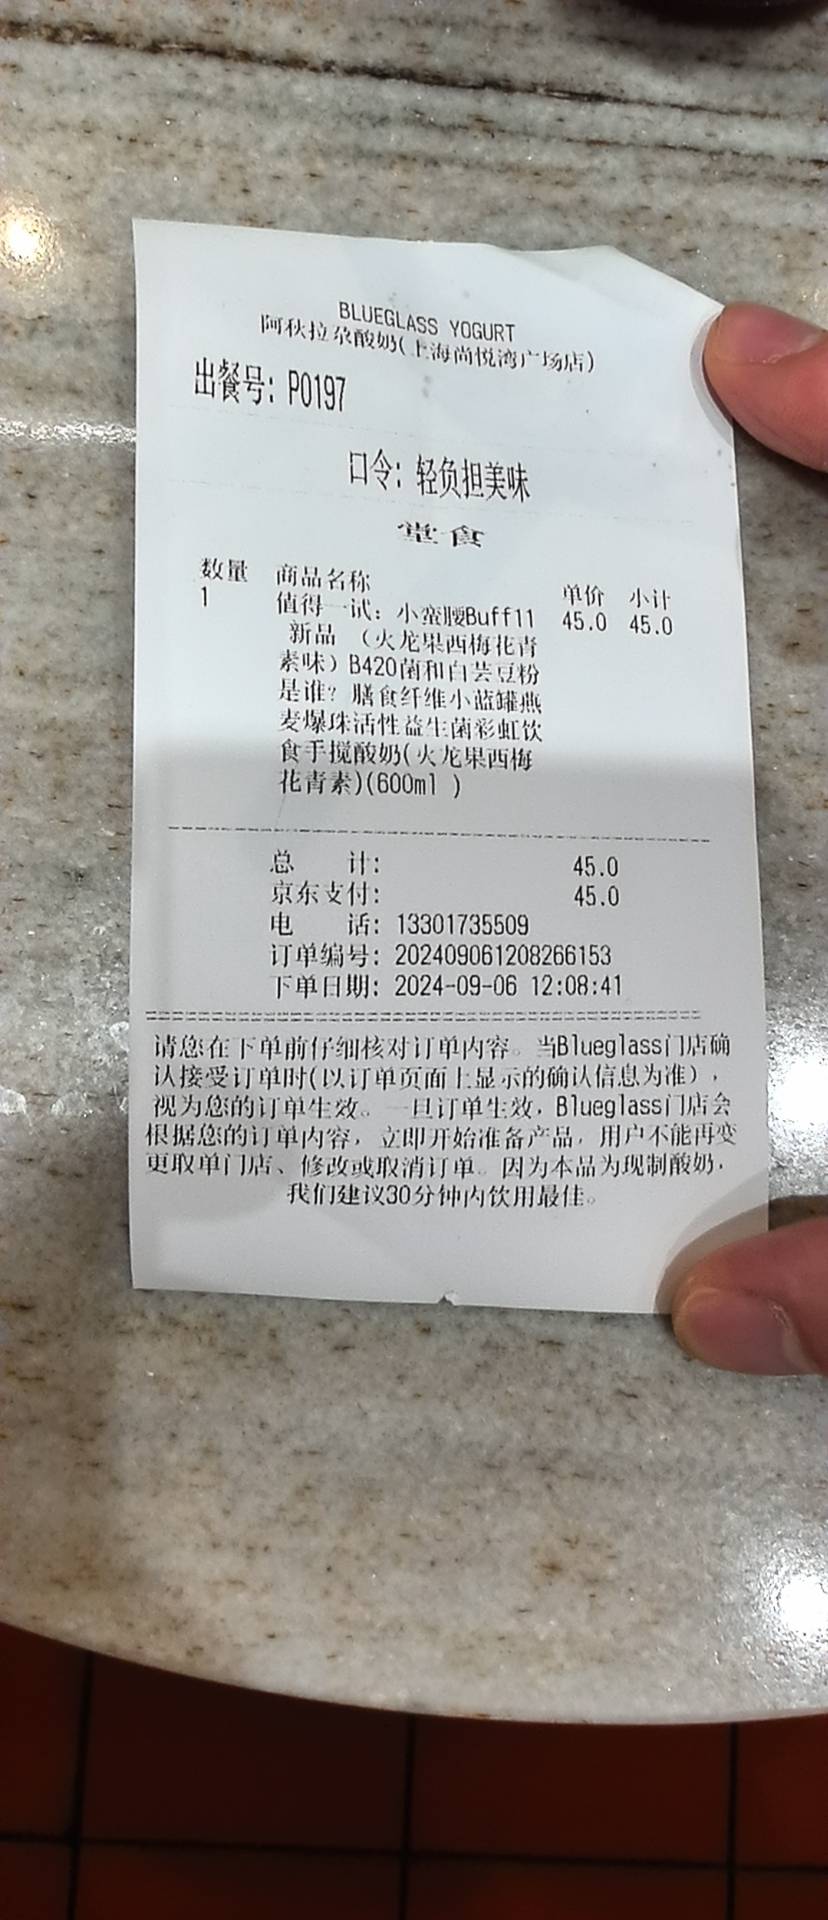 BLUEGLASS YOGURT
阿秋拉尕酸奶(上海尚悦湾广场店)
出餐号: P0197
口令: 轻负担美味
堂食
数量 商品名称 单价 小计
1 值得一试：小蛮腰Buff11 45.0 45.0
新品 （火龙果西梅花青
素味）B420菌和白芸豆粉
是谁？膳食纤维小蓝罐燕
麦爆珠活性益生菌彩虹饮
食手搅酸奶(火龙果西梅
花青素)(600ml )
总 计: 45.0
京东支付: 45.0
电 话: 13301735509
订单编号: 202409061208266153
下单日期: 2024-09-06 12:08:41
请您在下单前仔细核对订单内容。当Blueglass门店确
认接受订单时(以订单页面上显示的确认信息为准），
视为您的订单生效。一旦订单生效，Blueglass门店会
根据您的订单内容，立即开始准备产品，用户不能再变
更取单门店、修改或取消订单。因为本品为现制酸奶，
我们建议30分钟内饮用最佳。